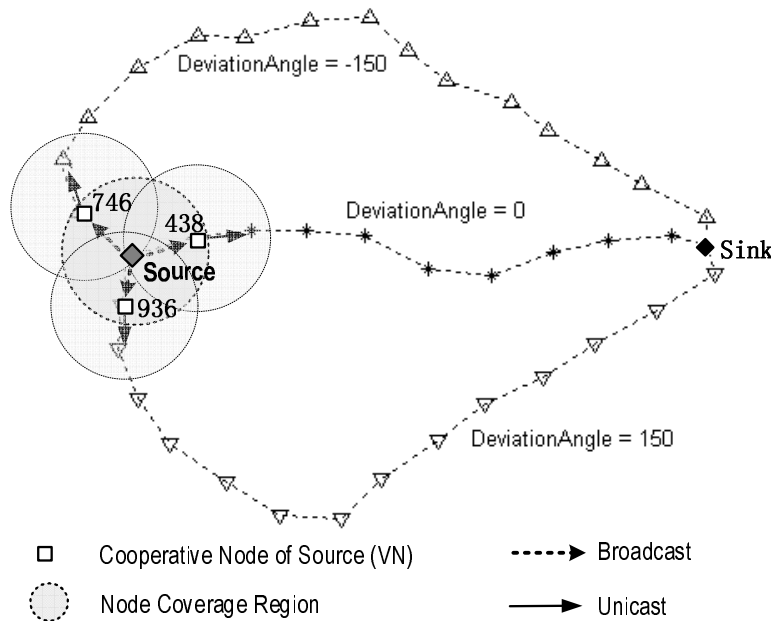 DeviationAngle = -150
746
438
DeviationAngle = 0
Source
Sink
936
DeviationAngle = 150
Cooperative Node of Source (VN)
Broadcast
Node Coverage Region
Unicast